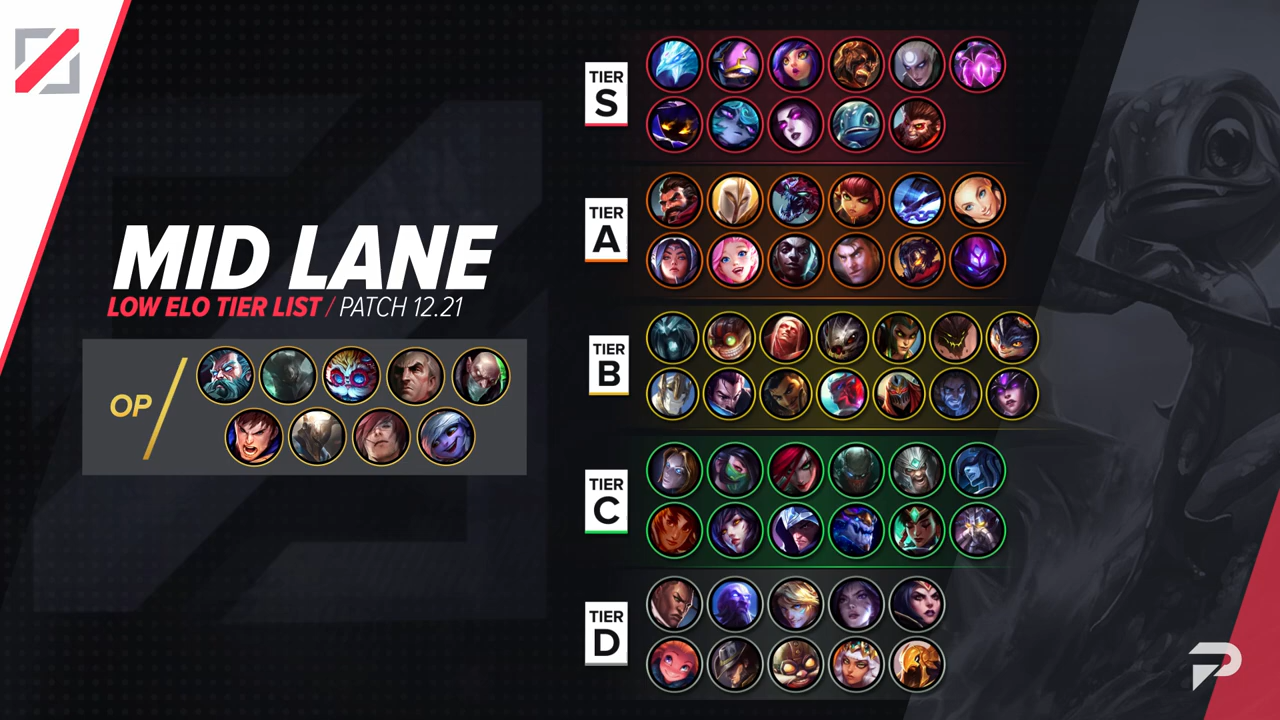 MID LANE
LOW ELO TIER LIST / PATCH 12.21
OP
TIER
S
TIER
A
TIER
B
TIER
C
TIER
D